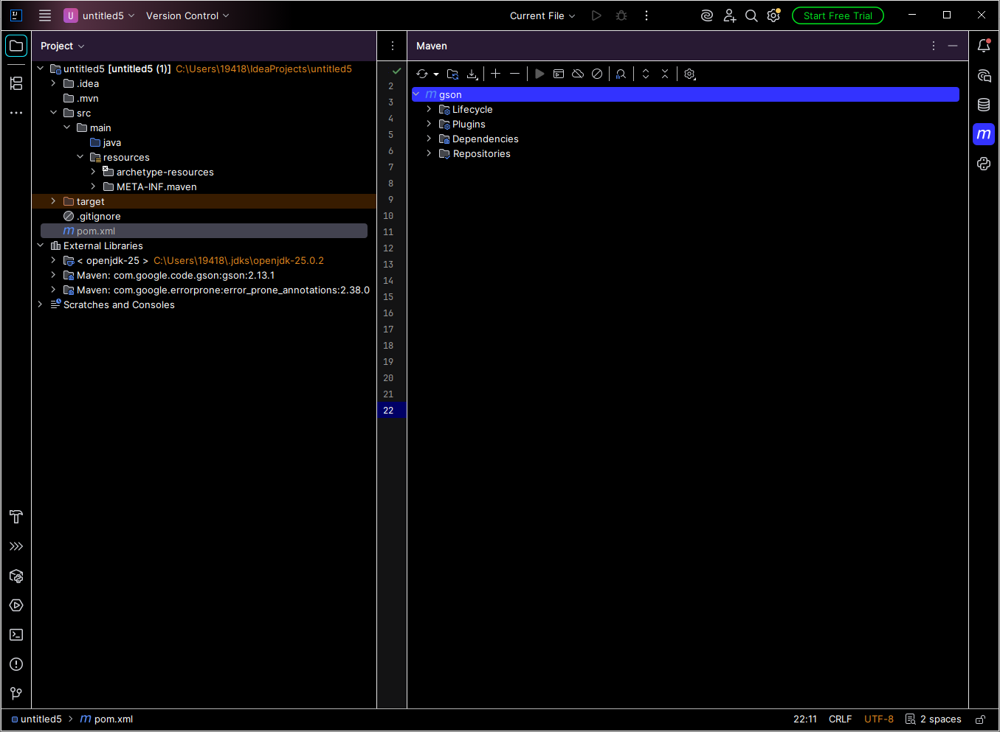 untitled5
Version Control
Current File
Start Free Trial
Project
Maven
untitled5 [untitled5 (1)] C:\Users\19418\IdeaProjects\untitled5
.idea
.mvn
src
main
java
resources
archetype-resources
META-INF.maven
target
.gitignore
pom.xml
External Libraries
< openjdk-25 > C:\Users\19418\.jdks\openjdk-25.0.2
Maven: com.google.code.gson:gson:2.13.1
Maven: com.google.errorprone:error_prone_annotations:2.38.0
Scratches and Consoles
2
3
4
5
6
7
8
9
10
11
12
13
14
15
16
17
18
19
20
21
22
gson
Lifecycle
Plugins
Dependencies
Repositories
untitled5 > pom.xml
22:11 CRLF UTF-8 2 spaces